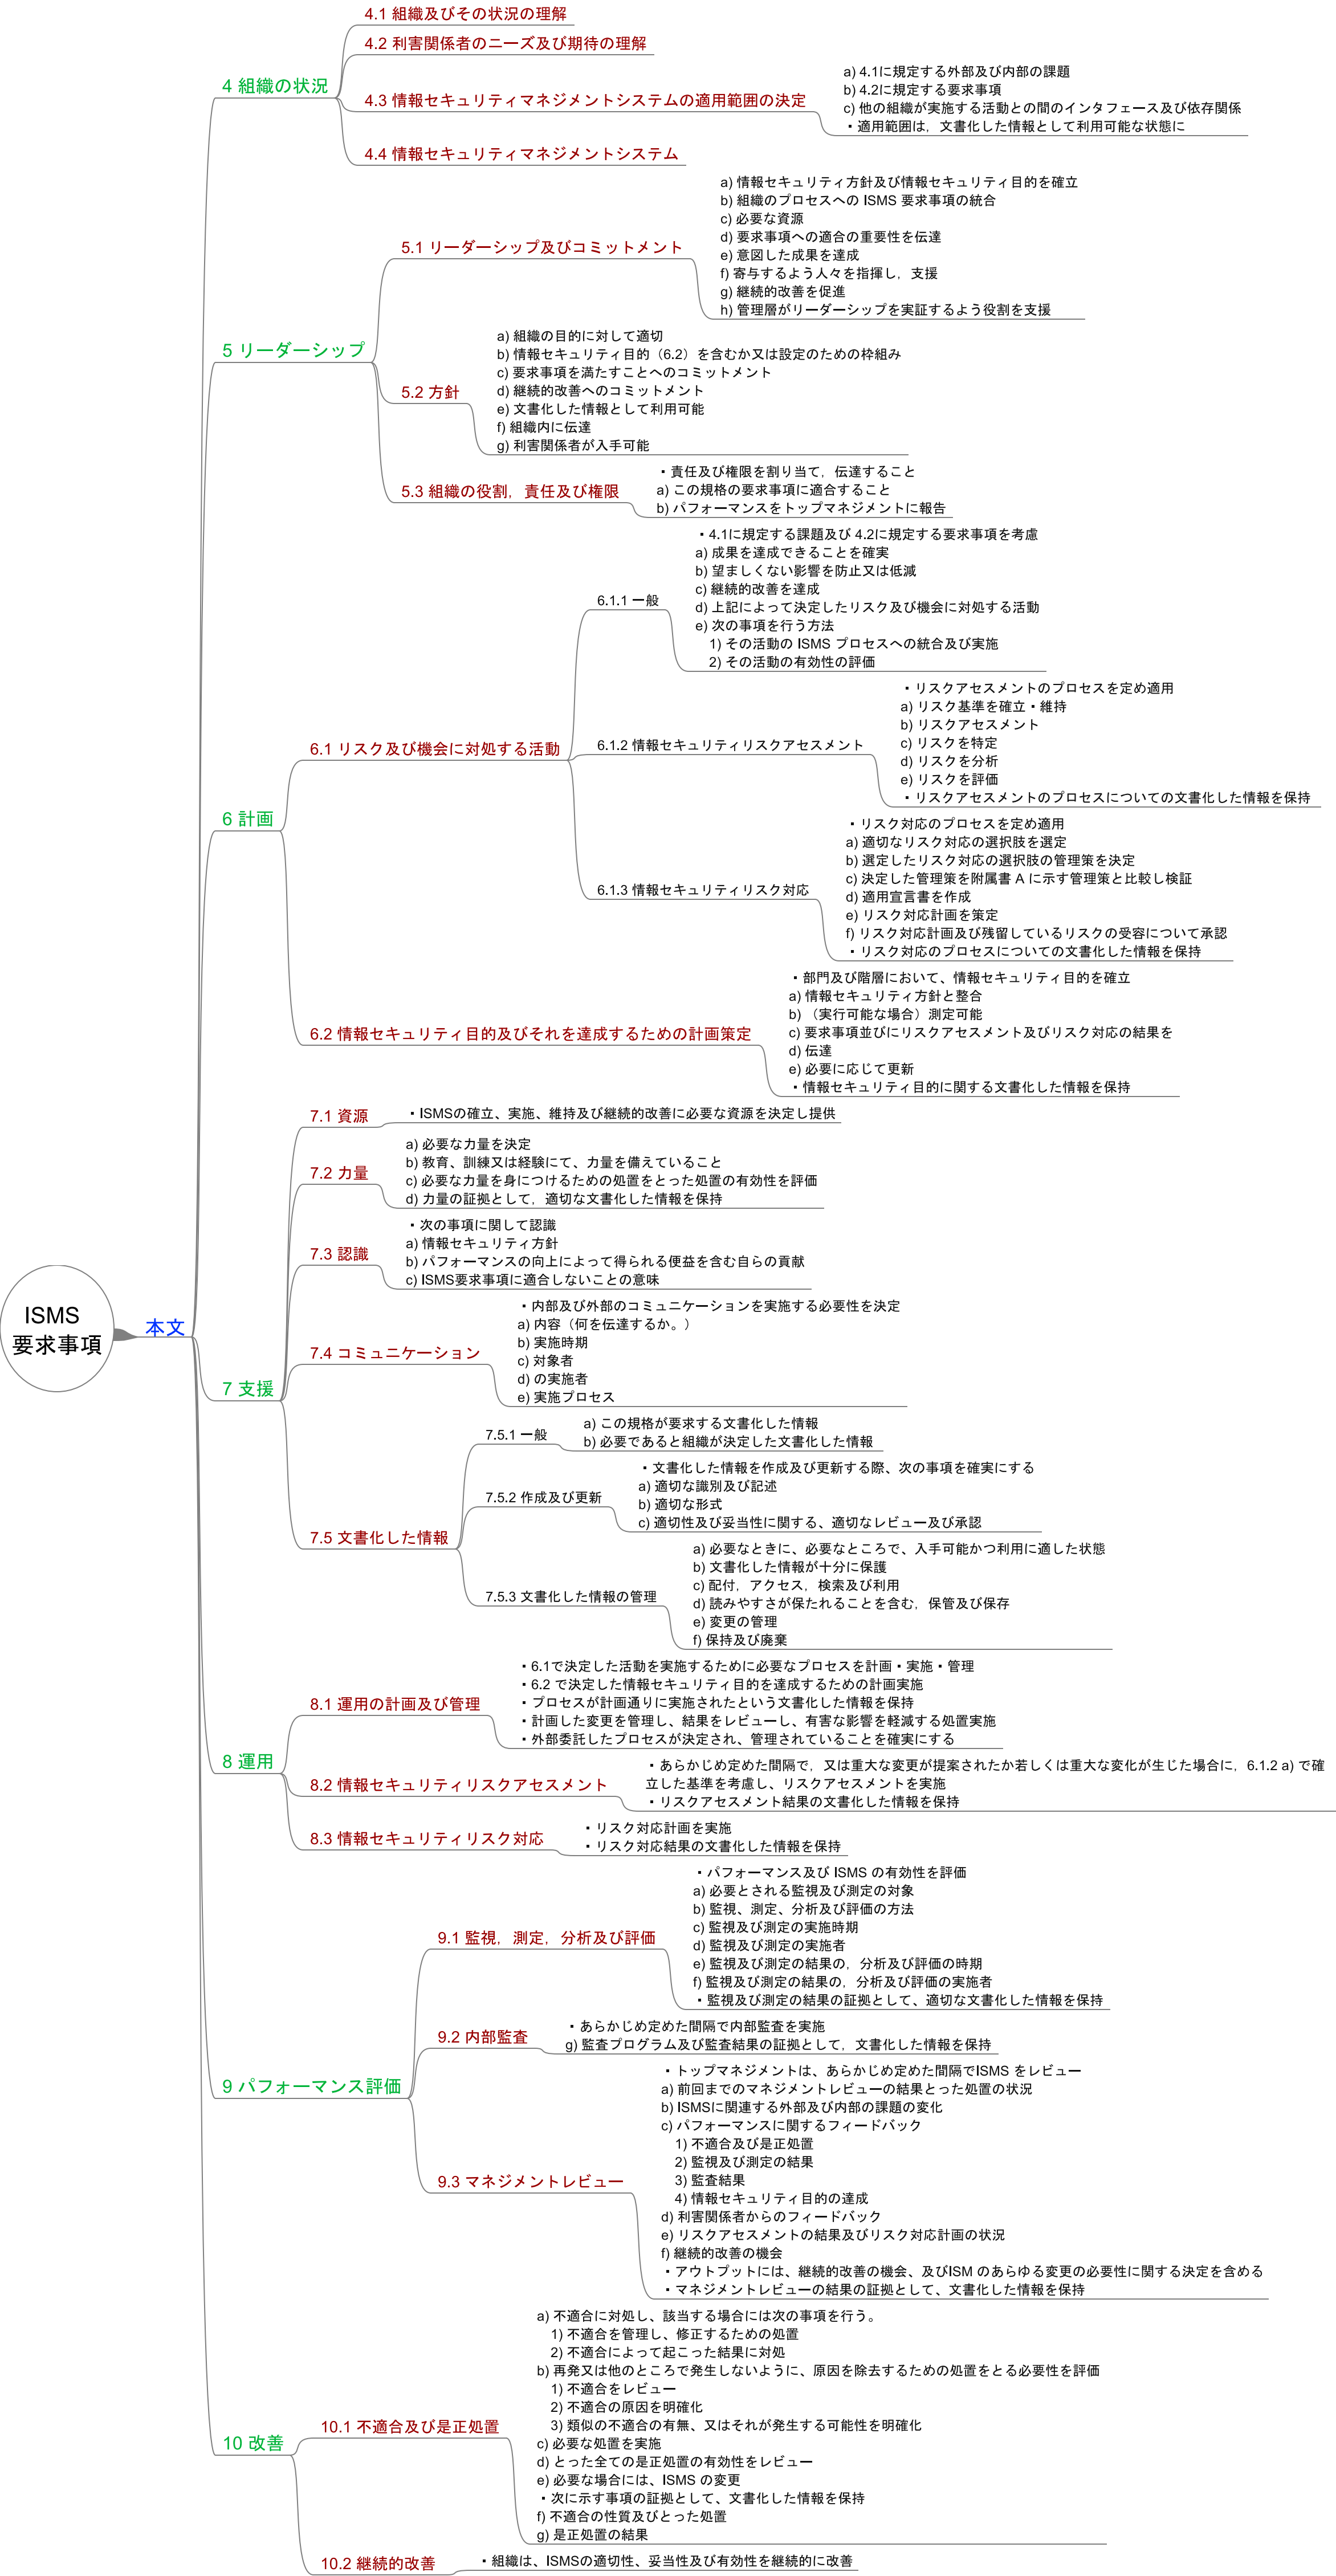 ISMS
要求事項
本文
4 組織の状況
4.1 組織及びその状況の理解
4.2 利害関係者のニーズ及び期待の理解
4.3 情報セキュリティマネジメントシステムの適用範囲の決定
a) 4.1に規定する外部及び内部の課題
b) 4.2に規定する要求事項
c) 他の組織が実施する活動との間のインタフェース及び依存関係
・適用範囲は，文書化した情報として利用可能な状態に
4.4 情報セキュリティマネジメントシステム
5 リーダーシップ
5.1 リーダーシップ及びコミットメント
a) 情報セキュリティ方針及び情報セキュリティ目的を確立
b) 組織のプロセスへの ISMS 要求事項の統合
c) 必要な資源
d) 要求事項への適合の重要性を伝達
e) 意図した成果を達成
f) 寄与するよう人々を指揮し，支援
g) 継続的改善を促進
h) 管理層がリーダーシップを実証するよう役割を支援
5.2 方針
a) 組織の目的に対して適切
b) 情報セキュリティ目的（6.2）を含むか又は設定のための枠組み
c) 要求事項を満たすことへのコミットメント
d) 継続的改善へのコミットメント
e) 文書化した情報として利用可能
f) 組織内に伝達
g) 利害関係者が入手可能
5.3 組織の役割，責任及び権限
・責任及び権限を割り当て，伝達すること
a) この規格の要求事項に適合すること
b) パフォーマンスをトップマネジメントに報告
6 計画
6.1 リスク及び機会に対処する活動
6.1.1 一般
・4.1に規定する課題及び 4.2に規定する要求事項を考慮
a) 成果を達成できることを確実
b) 望ましくない影響を防止又は低減
c) 継続的改善を達成
d) 上記によって決定したリスク及び機会に対処する活動
e) 次の事項を行う方法
1) その活動の ISMS プロセスへの統合及び実施
2) その活動の有効性の評価
6.1.2 情報セキュリティリスクアセスメント
・リスクアセスメントのプロセスを定め適用
a) リスク基準を確立・維持
b) リスクアセスメント
c) リスクを特定
d) リスクを分析
e) リスクを評価
・リスクアセスメントのプロセスについての文書化した情報を保持
6.1.3 情報セキュリティリスク対応
・リスク対応のプロセスを定め適用
a) 適切なリスク対応の選択肢を選定
b) 選定したリスク対応の選択肢の管理策を決定
c) 決定した管理策を附属書 A に示す管理策と比較し検証
d) 適用宣言書を作成
e) リスク対応計画を策定
f) リスク対応計画及び残留しているリスクの受容について承認
・リスク対応のプロセスについての文書化した情報を保持
6.2 情報セキュリティ目的及びそれを達成するための計画策定
・部門及び階層において、情報セキュリティ目的を確立
a) 情報セキュリティ方針と整合
b) （実行可能な場合）測定可能
c) 要求事項並びにリスクアセスメント及びリスク対応の結果を
d) 伝達
e) 必要に応じて更新
・情報セキュリティ目的に関する文書化した情報を保持
7 支援
7.1 資源
・ISMSの確立、実施、維持及び継続的改善に必要な資源を決定し提供
7.2 力量
a) 必要な力量を決定
b) 教育、訓練又は経験にて、力量を備えていること
c) 必要な力量を身につけるための処置をとった処置の有効性を評価
d) 力量の証拠として，適切な文書化した情報を保持
7.3 認識
・次の事項に関して認識
a) 情報セキュリティ方針
b) パフォーマンスの向上によって得られる便益を含む自らの貢献
c) ISMS要求事項に適合しないことの意味
7.4 コミュニケーション
・内部及び外部のコミュニケーションを実施する必要性を決定
a) 内容（何を伝達するか。）
b) 実施時期
c) 対象者
d) の実施者
e) 実施プロセス
7.5 文書化した情報
7.5.1 一般
a) この規格が要求する文書化した情報
b) 必要であると組織が決定した文書化した情報
7.5.2 作成及び更新
・文書化した情報を作成及び更新する際、次の事項を確実にする
a) 適切な識別及び記述
b) 適切な形式
c) 適切性及び妥当性に関する、適切なレビュー及び承認
7.5.3 文書化した情報の管理
a) 必要なときに、必要なところで、入手可能かつ利用に適した状態
b) 文書化した情報が十分に保護
c) 配付，アクセス，検索及び利用
d) 読みやすさが保たれることを含む，保管及び保存
e) 変更の管理
f) 保持及び廃棄
8 運用
8.1 運用の計画及び管理
・6.1で決定した活動を実施するために必要なプロセスを計画・実施・管理
・6.2 で決定した情報セキュリティ目的を達成するための計画実施
・プロセスが計画通りに実施されたという文書化した情報を保持
・計画した変更を管理し、結果をレビューし、有害な影響を軽減する処置実施
・外部委託したプロセスが決定され、管理されていることを確実にする
8.2 情報セキュリティリスクアセスメント
・あらかじめ定めた間隔で，又は重大な変更が提案されたか若しくは重大な変化が生じた場合に，6.1.2 a) で確
立した基準を考慮し、リスクアセスメントを実施
・リスクアセスメント結果の文書化した情報を保持
8.3 情報セキュリティリスク対応
・リスク対応計画を実施
・リスク対応結果の文書化した情報を保持
9 パフォーマンス評価
9.1 監視，測定，分析及び評価
・パフォーマンス及び ISMS の有効性を評価
a) 必要とされる監視及び測定の対象
b) 監視、測定、分析及び評価の方法
c) 監視及び測定の実施時期
d) 監視及び測定の実施者
e) 監視及び測定の結果の，分析及び評価の時期
f) 監視及び測定の結果の，分析及び評価の実施者
・監視及び測定の結果の証拠として、適切な文書化した情報を保持
9.2 内部監査
・あらかじめ定めた間隔で内部監査を実施
g) 監査プログラム及び監査結果の証拠として，文書化した情報を保持
9.3 マネジメントレビュー
・トップマネジメントは、あらかじめ定めた間隔でISMS をレビュー
a) 前回までのマネジメントレビューの結果とった処置の状況
b) ISMSに関連する外部及び内部の課題の変化
c) パフォーマンスに関するフィードバック
1) 不適合及び是正処置
2) 監視及び測定の結果
3) 監査結果
4) 情報セキュリティ目的の達成
d) 利害関係者からのフィードバック
e) リスクアセスメントの結果及びリスク対応計画の状況
f) 継続的改善の機会
・アウトプットには、継続的改善の機会、及びISM のあらゆる変更の必要性に関する決定を含める
・マネジメントレビューの結果の証拠として、文書化した情報を保持
10 改善
10.1 不適合及び是正処置
a) 不適合に対処し、該当する場合には次の事項を行う。
1) 不適合を管理し、修正するための処置
2) 不適合によって起こった結果に対処
b) 再発又は他のところで発生しないように、原因を除去するための処置をとる必要性を評価
1) 不適合をレビュー
2) 不適合の原因を明確化
3) 類似の不適合の有無、又はそれが発生する可能性を明確化
c) 必要な処置を実施
d) とった全ての是正処置の有効性をレビュー
e) 必要な場合には、ISMS の変更
・次に示す事項の証拠として、文書化した情報を保持
f) 不適合の性質及びとった処置
g) 是正処置の結果
10.2 継続的改善
・組織は、ISMSの適切性、妥当性及び有効性を継続的に改善